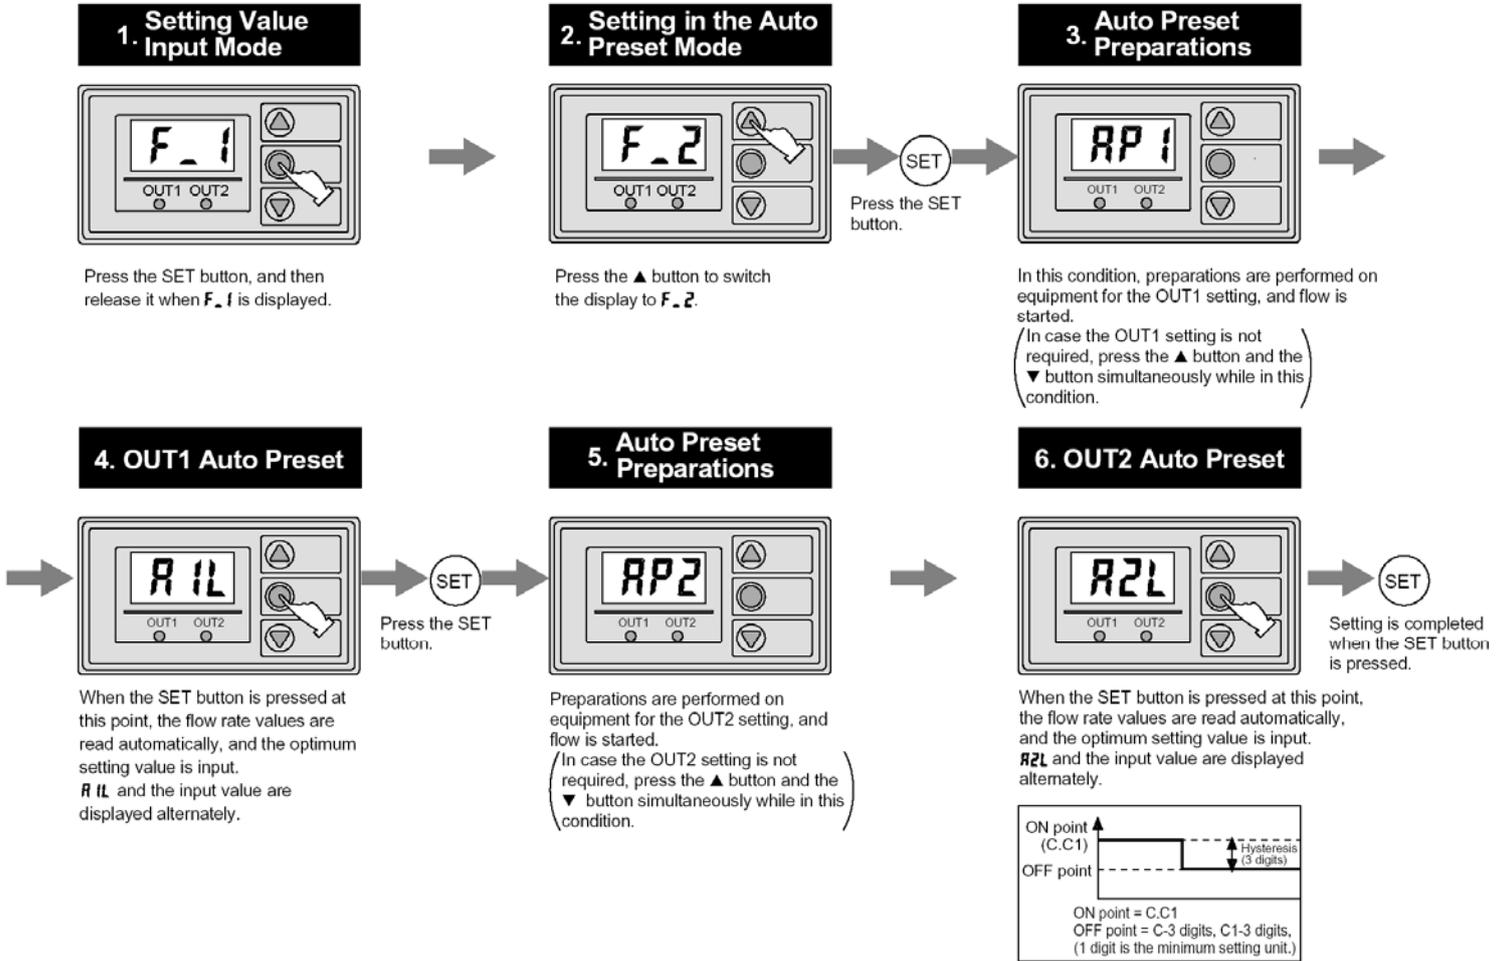 1. Setting Value
Input Mode
F_1
OUT1 OUT2
Press the SET button, and then
release it when F_1 is displayed.
2. Setting in the Auto
Preset Mode
F_2
OUT1 OUT2
Press the ▲ button to switch
the display to F_2.
SET
Press the SET
button.
3. Auto Preset
Preparations
AP1
OUT1 OUT2
In this condition, preparations are performed on
equipment for the OUT1 setting, and flow is
started.
(In case the OUT1 setting is not
required, press the ▲ button and the
▼ button simultaneously while in this
condition.)
4. OUT1 Auto Preset
A1L
OUT1 OUT2
When the SET button is pressed at
this point, the flow rate values are
read automatically, and the optimum
setting value is input.
A1L and the input value are
displayed alternately.
SET
Press the SET
button.
5. Auto Preset
Preparations
AP2
OUT1 OUT2
Preparations are performed on
equipment for the OUT2 setting, and
flow is started.
(In case the OUT2 setting is not
required, press the ▲ button and the
▼ button simultaneously while in this
condition.)
6. OUT2 Auto Preset
A2L
OUT1 OUT2
When the SET button is pressed at this point,
the flow rate values are read automatically,
and the optimum setting value is input.
A2L and the input value are displayed
alternately.
SET
Setting is completed
when the SET button
is pressed.
ON point
(C.C1)
Hysteresis
(3 digits)
OFF point
ON point = C.C1
OFF point = C-3 digits, C1-3 digits,
(1 digit is the minimum setting unit.)